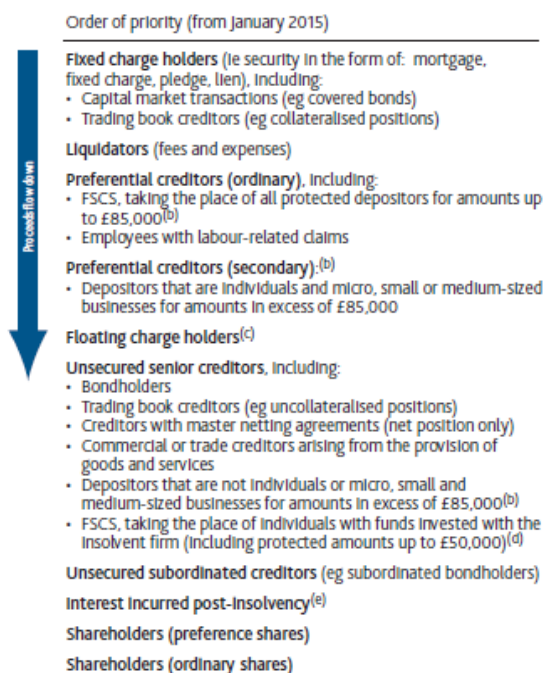 Order of priority (from January 2015)
Fixed charge holders (ie security in the form of: mortgage,
fixed charge, pledge, lien), including:
• Capital market transactions (eg covered bonds)
• Trading book creditors (eg collateralised positions)
Liquidators (fees and expenses)
Preferential creditors (ordinary), including:
• FSCS, taking the place of all protected depositors for amounts up
to £85,000(b)
• Employees with labour-related claims
Preferential creditors (secondary):(b)
• Depositors that are individuals and micro, small or medium-sized
businesses for amounts in excess of £85,000
Floating charge holders(c)
Unsecured senior creditors, including:
• Bondholders
• Trading book creditors (eg uncollateralised positions)
• Creditors with master netting agreements (net position only)
• Commercial or trade creditors arising from the provision of
goods and services
• Depositors that are not individuals or micro, small and
medium-sized businesses for amounts in excess of £85,000(b)
• FSCS, taking the place of individuals with funds invested with the
insolvent firm (including protected amounts up to £50,000)(d)
Unsecured subordinated creditors (eg subordinated bondholders)
Interest incurred post-insolvency(e)
Shareholders (preference shares)
Shareholders (ordinary shares)
Proceeds flow down